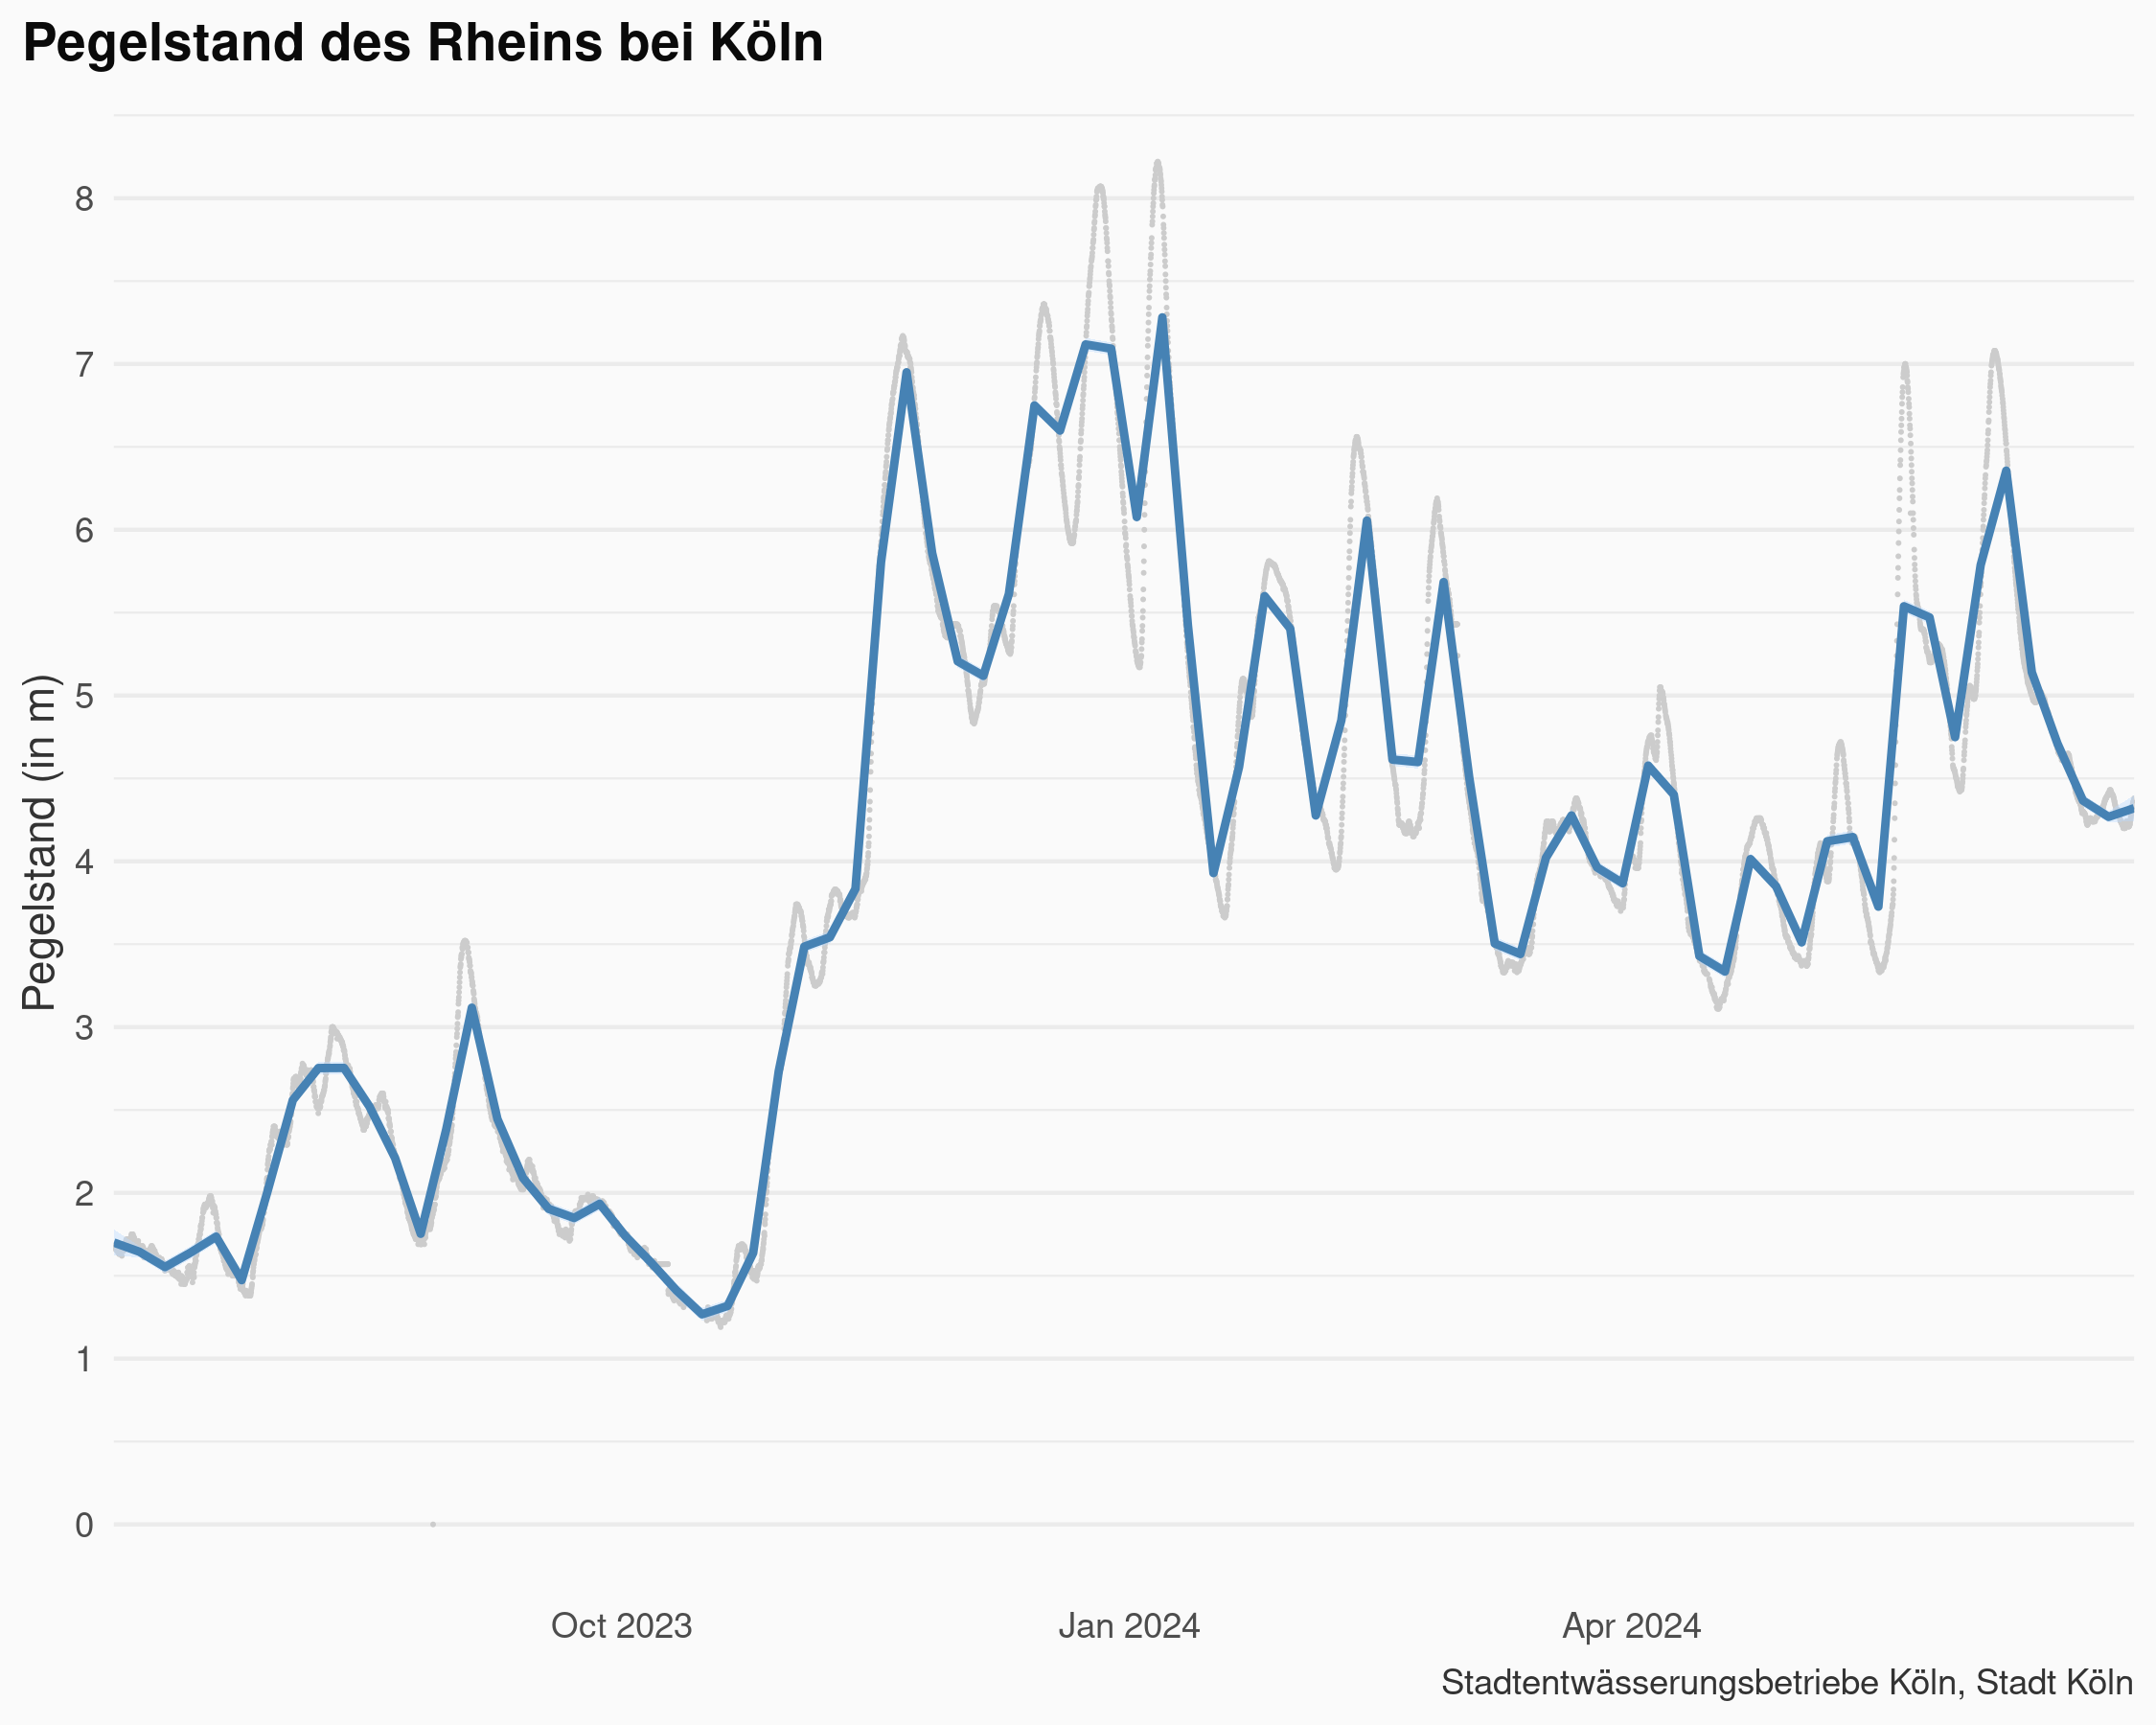 Pegelstand des Rheins bei Köln
Pegelstand (in m)
8
7
6
5
4
3
2
1
0
Oct 2023
Jan 2024
Apr 2024
Stadtentwässerungsbetriebe Köln, Stadt Köln